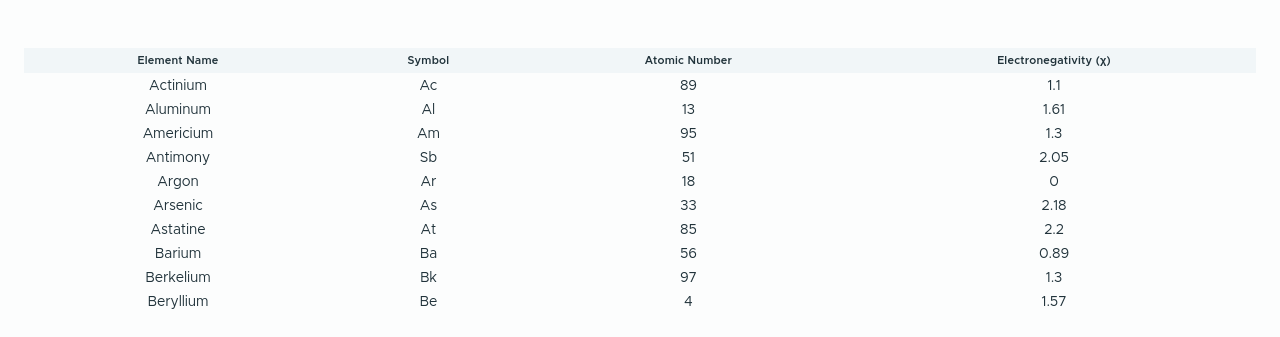 Element Name Symbol Atomic Number Electronegativity (χ)
Actinium Ac 89 1.1
Aluminum Al 13 1.61
Americium Am 95 1.3
Antimony Sb 51 2.05
Argon Ar 18 0
Arsenic As 33 2.18
Astatine At 85 2.2
Barium Ba 56 0.89
Berkelium Bk 97 1.3
Beryllium Be 4 1.57